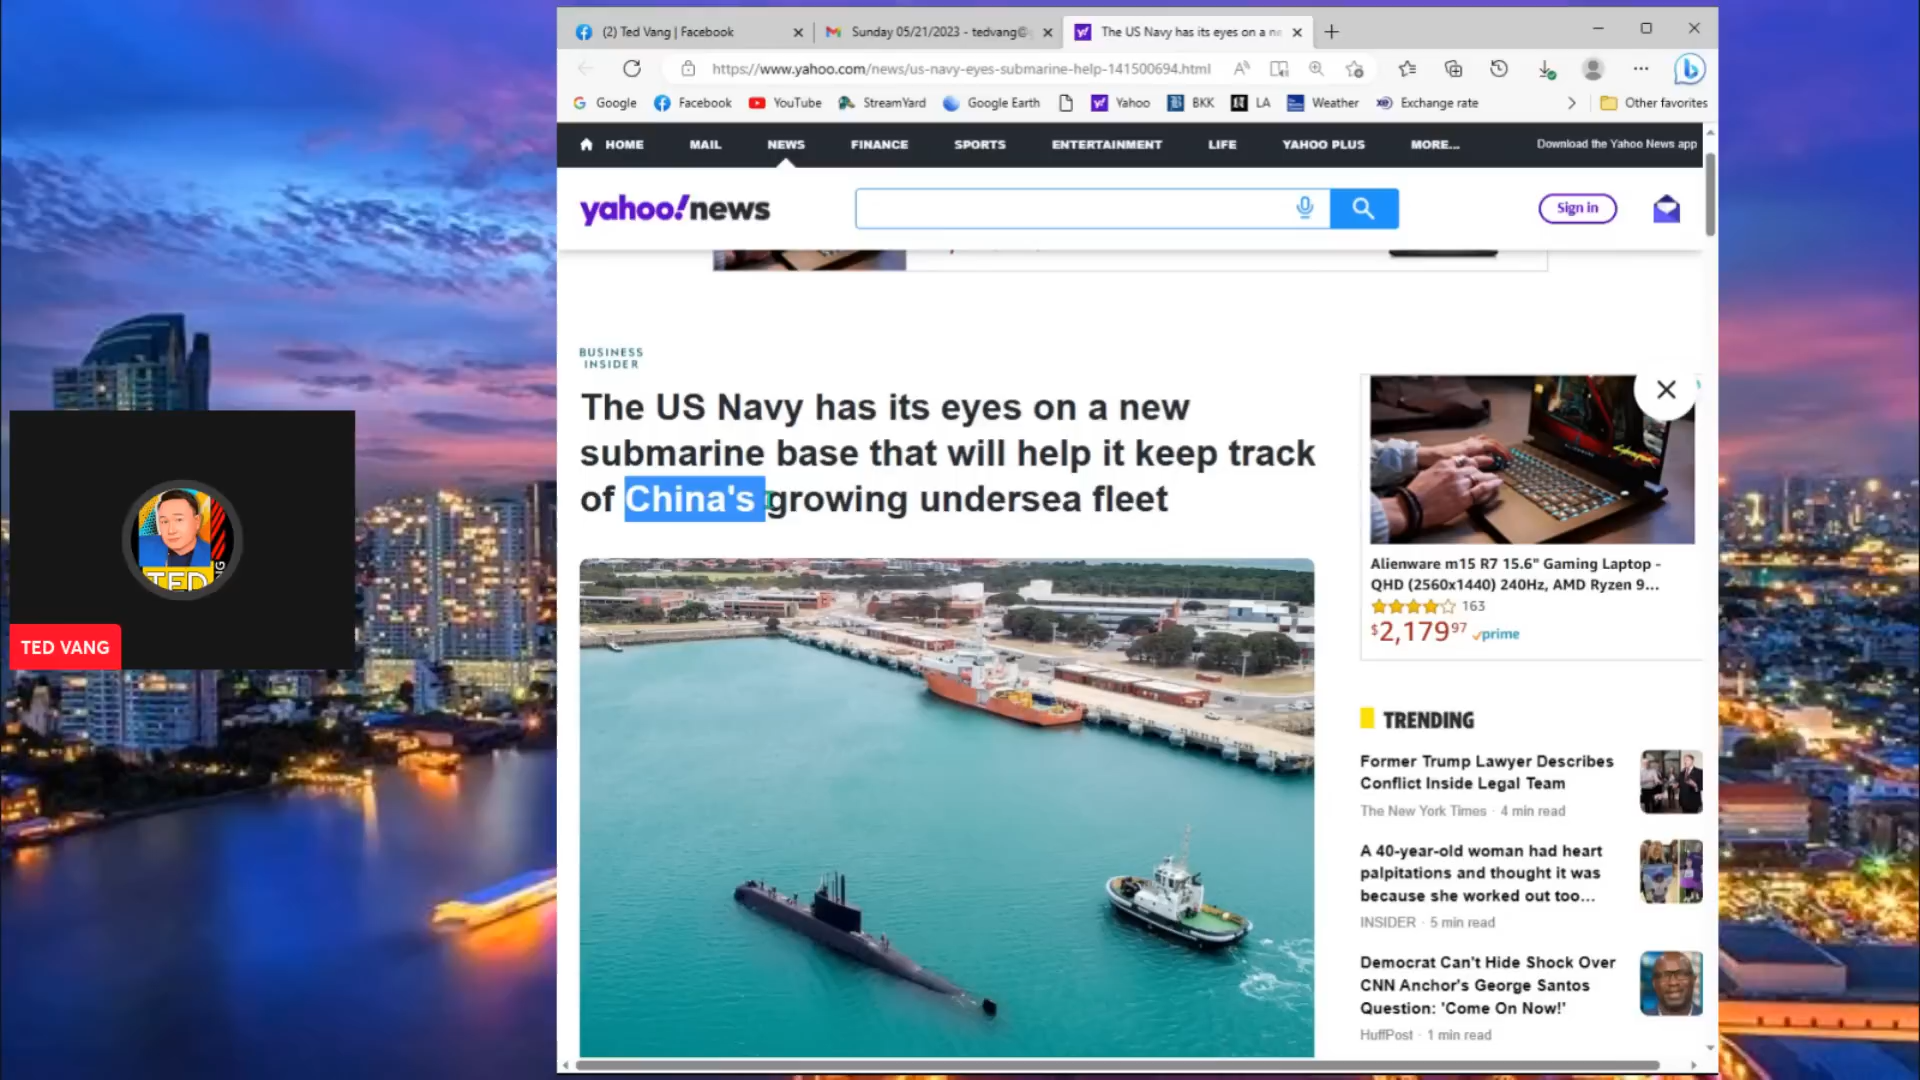 (2) Ted Vang | Facebook
Sunday 05/21/2023 - tedvang@
The US Navy has its eyes on a ne
https://www.yahoo.com/news/us-navy-eyes-submarine-help-141500694.html
Google
Facebook
YouTube
StreamYard
Google Earth
Yahoo
BKK
LA
Weather
Exchange rate
Other favorites
HOME
MAIL
NEWS
FINANCE
SPORTS
ENTERTAINMENT
LIFE
YAHOO PLUS
MORE...
Download the Yahoo News app
yahoo!news
Sign in
BUSINESS
INSIDER
The US Navy has its eyes on a new
submarine base that will help it keep track
of China's growing undersea fleet
TED
TED VANG
Alienware m15 R7 15.6" Gaming Laptop -
QHD (2560x1440) 240Hz, AMD Ryzen 9...
163
$2,179.97 prime
TRENDING
Former Trump Lawyer Describes
Conflict Inside Legal Team
The New York Times · 4 min read
A 40-year-old woman had heart
palpitations and thought it was
because she worked out too...
INSIDER · 5 min read
Democrat Can't Hide Shock Over
CNN Anchor's George Santos
Question: 'Come On Now!'
HuffPost · 1 min read